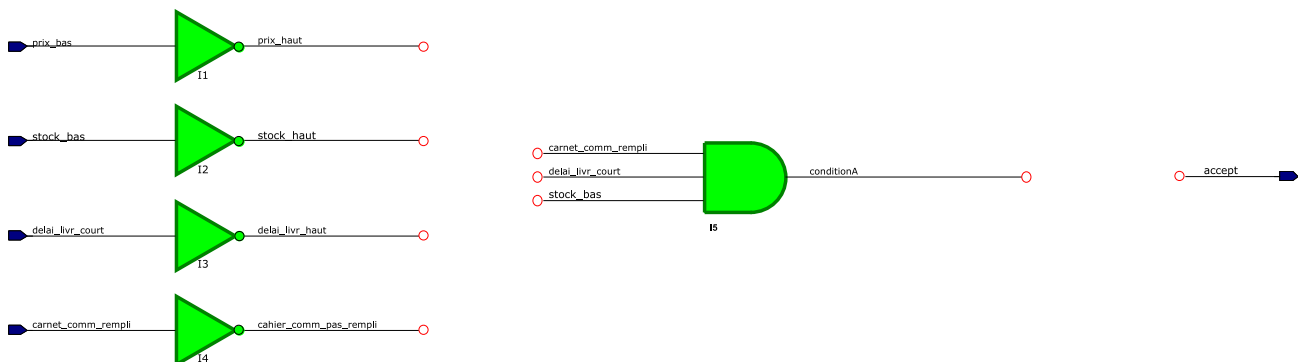 prix_bas
prix_haut
I1
stock_bas
stock_haut
I2
delai_livr_court
delai_livr_haut
I3
carnet_comm_rempli
cahier_comm_pas_rempli
I4
carnet_comm_rempli
delai_livr_court
stock_bas
conditionA
I5
accept